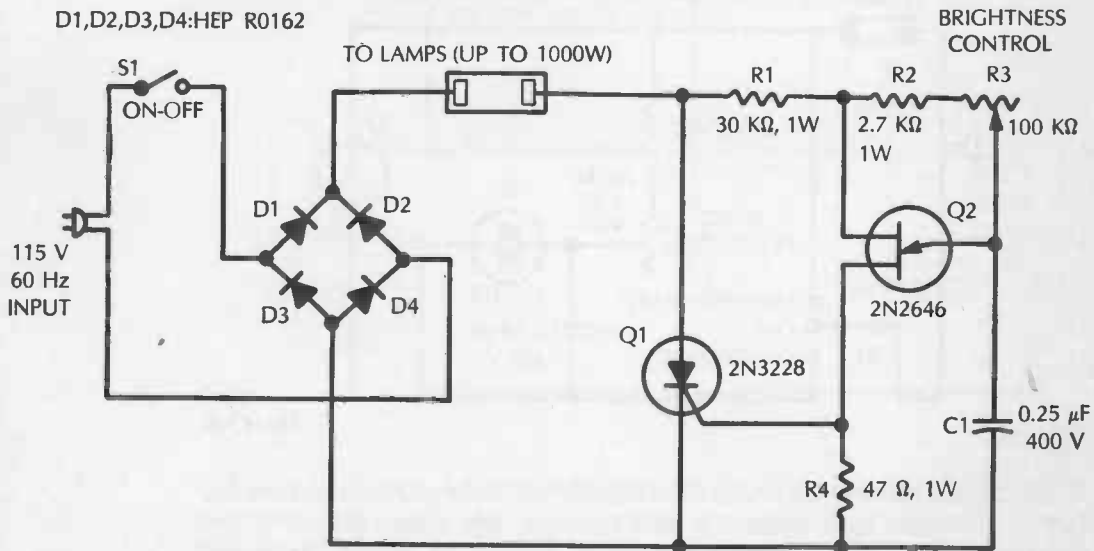 D1,D2,D3,D4:HEP R0162
BRIGHTNESS
CONTROL
TO LAMPS (UP TO 1000W)
S1
ON-OFF
R1
R2
R3
30 KΩ, 1W
2.7 KΩ
1W
100 KΩ
D1
D2
Q2
115 V
60 Hz
INPUT
D3
D4
2N2646
Q1
2N3228
C1
0.25 µF
400 V
R4
47 Ω, 1W